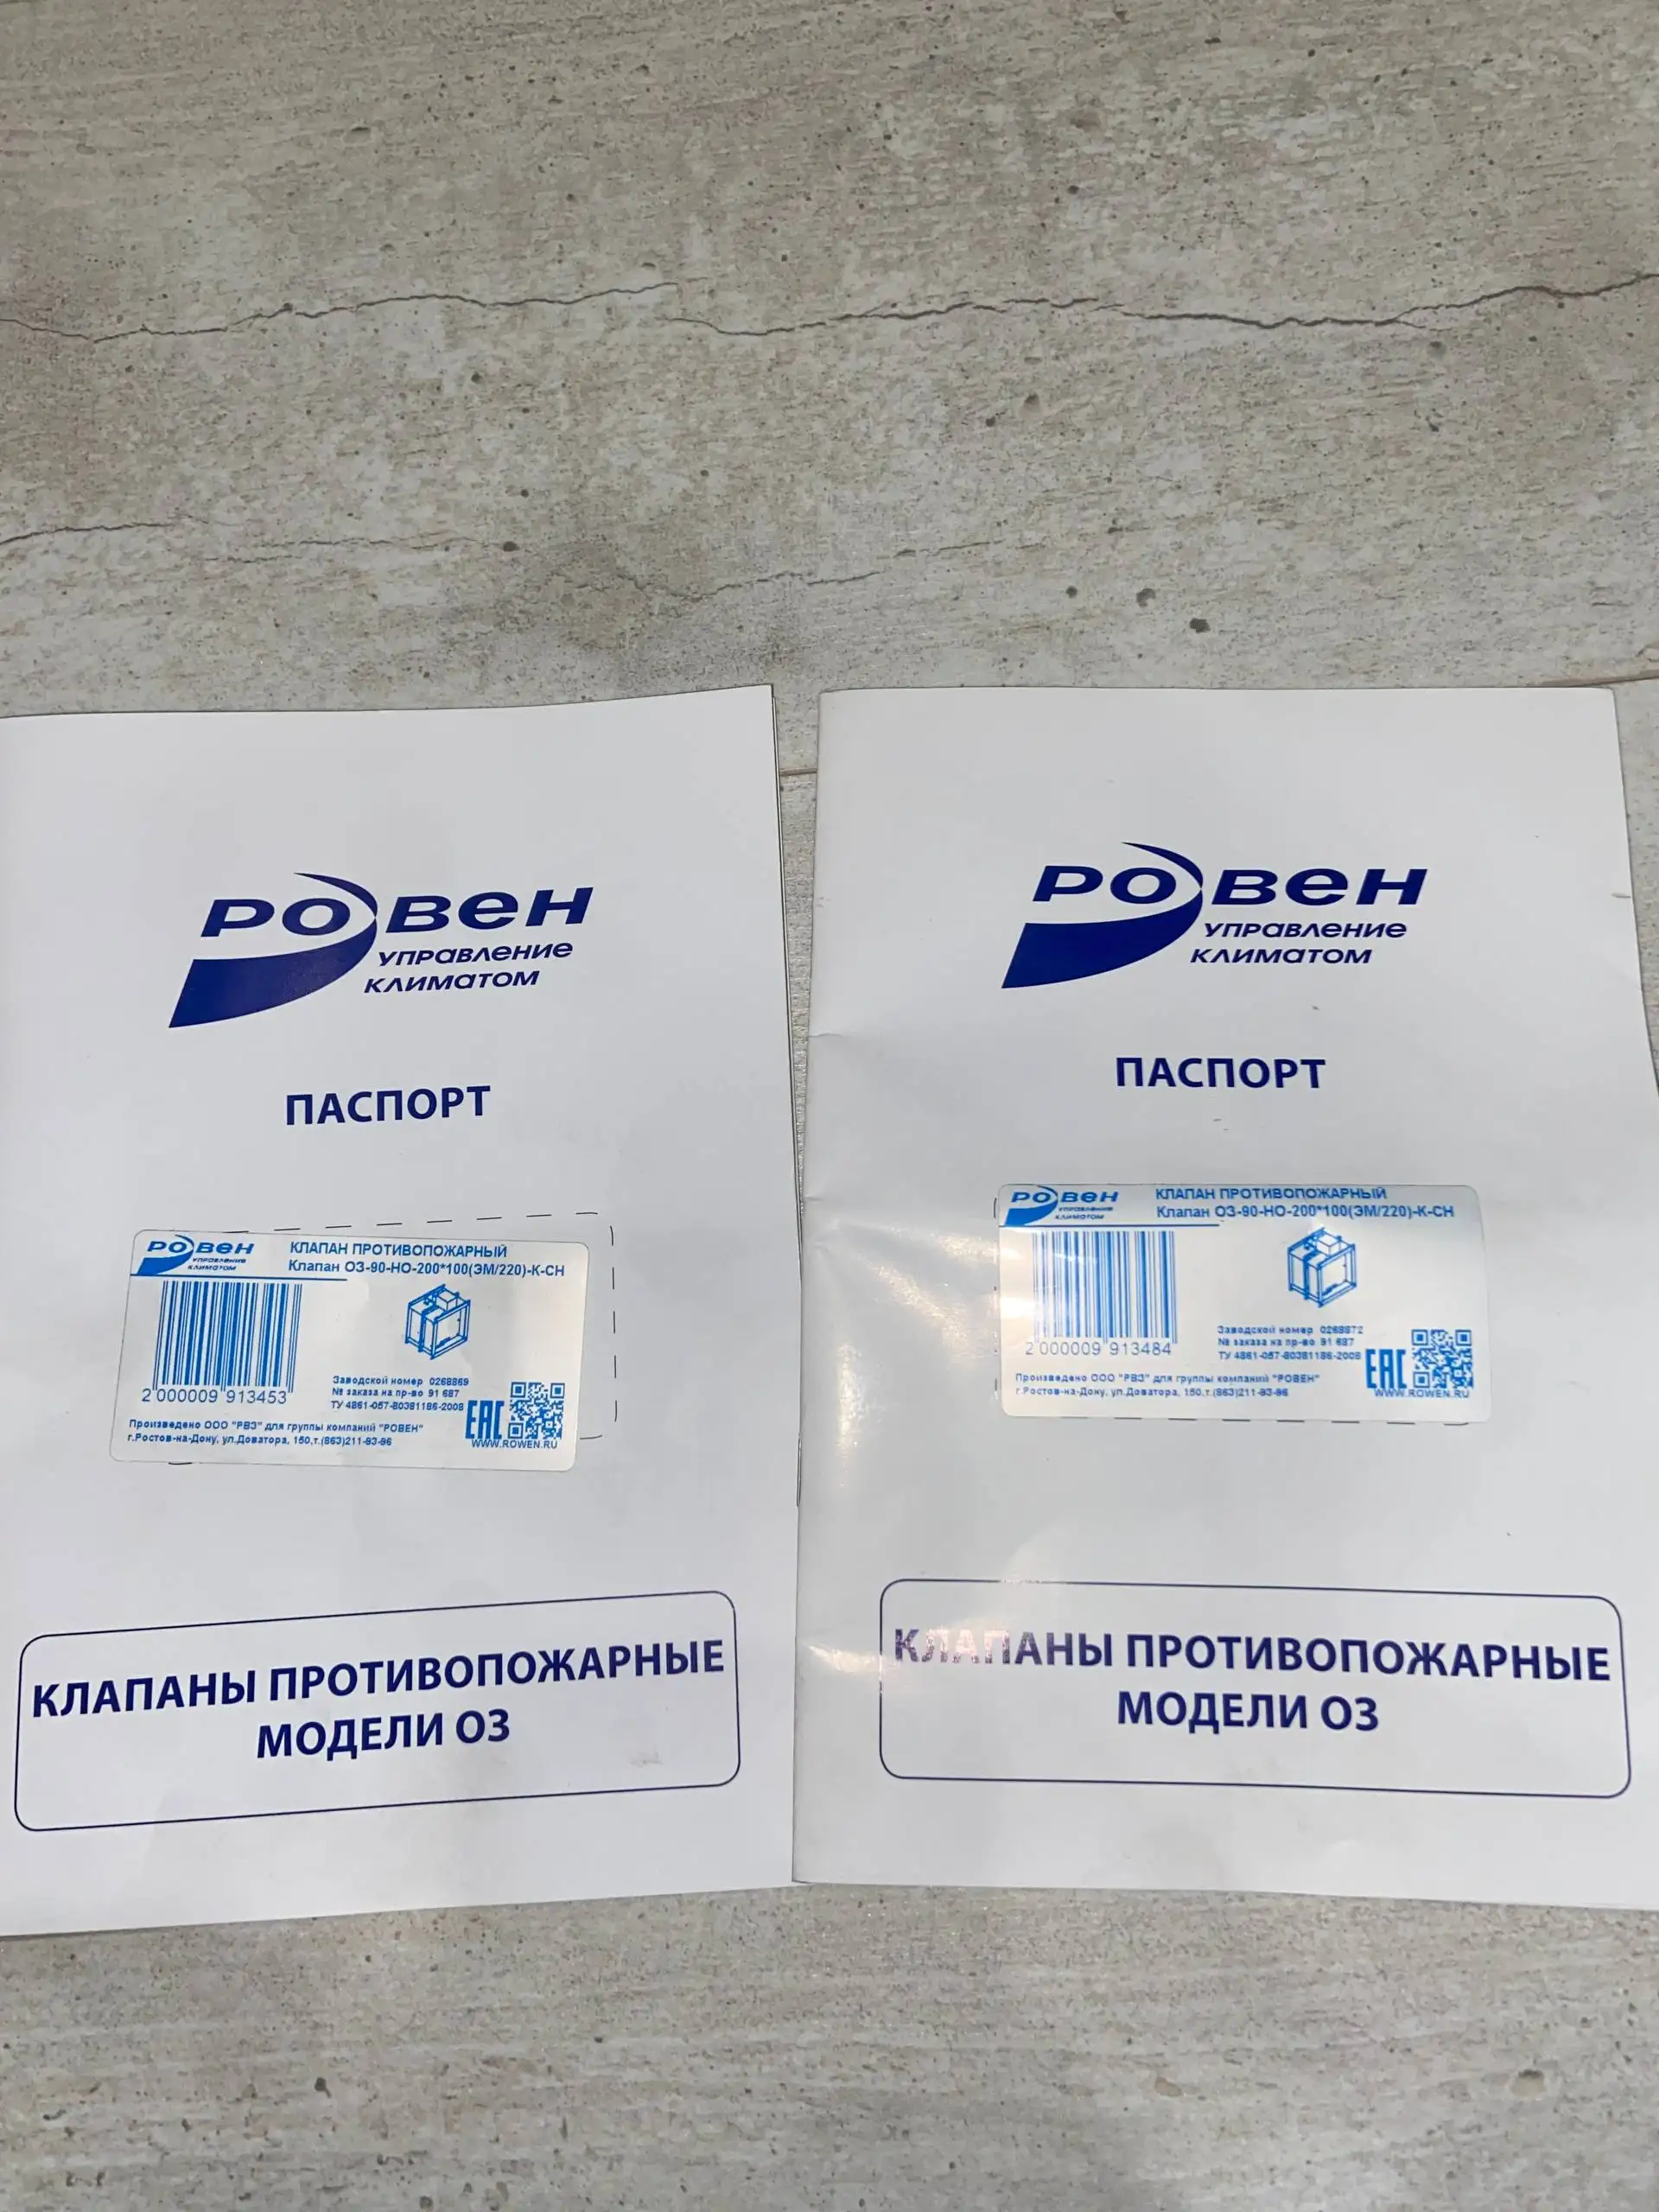 РОВЕН
УПРАВЛЕНИЕ
КЛИМАТОМ
ПАСПОРТ
РОВЕН
УПРАВЛЕНИЕ
КЛИМАТОМ
КЛАПАН ПРОТИВОПОЖАРНЫЙ
Клапан ОЗ-90-НО-200*100(ЭМ/220)-К-СН
2 000009 913453
Заводской номер 0268869
№ заказа на пр-во 91 687
ТУ 4861-057-80381186-2008
EAC
WWW.ROWEN.RU
Произведено ООО "РВЗ" для группы компаний "РОВЕН"
г.Ростов-на-Дону, ул.Доватора, 150,т.(863)211-93-96
КЛАПАНЫ ПРОТИВОПОЖАРНЫЕ
МОДЕЛИ ОЗ
РОВЕН
УПРАВЛЕНИЕ
КЛИМАТОМ
ПАСПОРТ
РОВЕН
УПРАВЛЕНИЕ
КЛИМАТОМ
КЛАПАН ПРОТИВОПОЖАРНЫЙ
Клапан ОЗ-90-НО-200*100(ЭМ/220)-К-СН
2 000009 913484
Заводской номер 0268872
№ заказа на пр-во 91 687
ТУ 4861-057-80381186-2008
EAC
WWW.ROWEN.RU
Произведено ООО "РВЗ" для группы компаний "РОВЕН"
г.Ростов-на-Дону, ул.Доватора, 150,т.(863)211-93-96
КЛАПАНЫ ПРОТИВОПОЖАРНЫЕ
МОДЕЛИ ОЗ